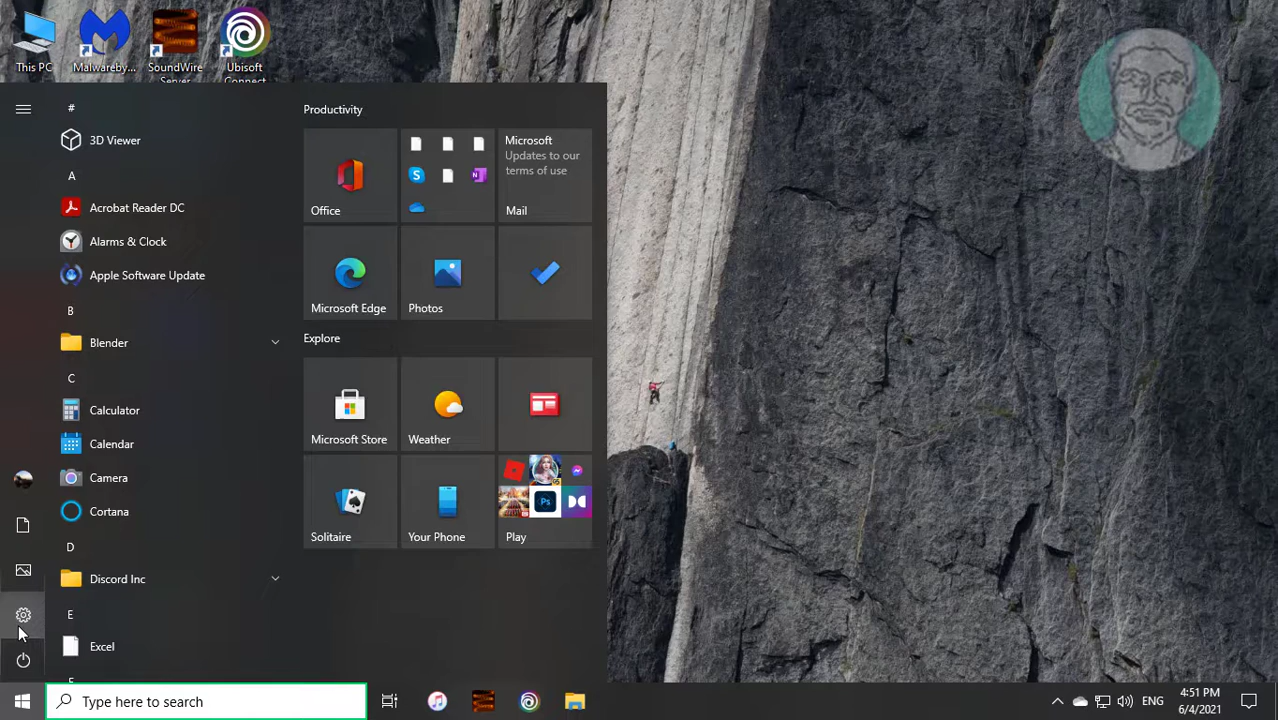 This PC
Malwareby...
SoundWire
Server
Ubisoft
Connect
#
3D Viewer
A
Acrobat Reader DC
Alarms & Clock
Apple Software Update
B
Blender
C
Calculator
Calendar
Camera
Cortana
D
Discord Inc
E
Excel
Productivity
Office
Microsoft
Updates to our
terms of use
Mail
Microsoft Edge
Photos
Explore
Microsoft Store
Weather
Solitaire
Your Phone
Ps
Play
Type here to search
ENG
4:51 PM
6/4/2021